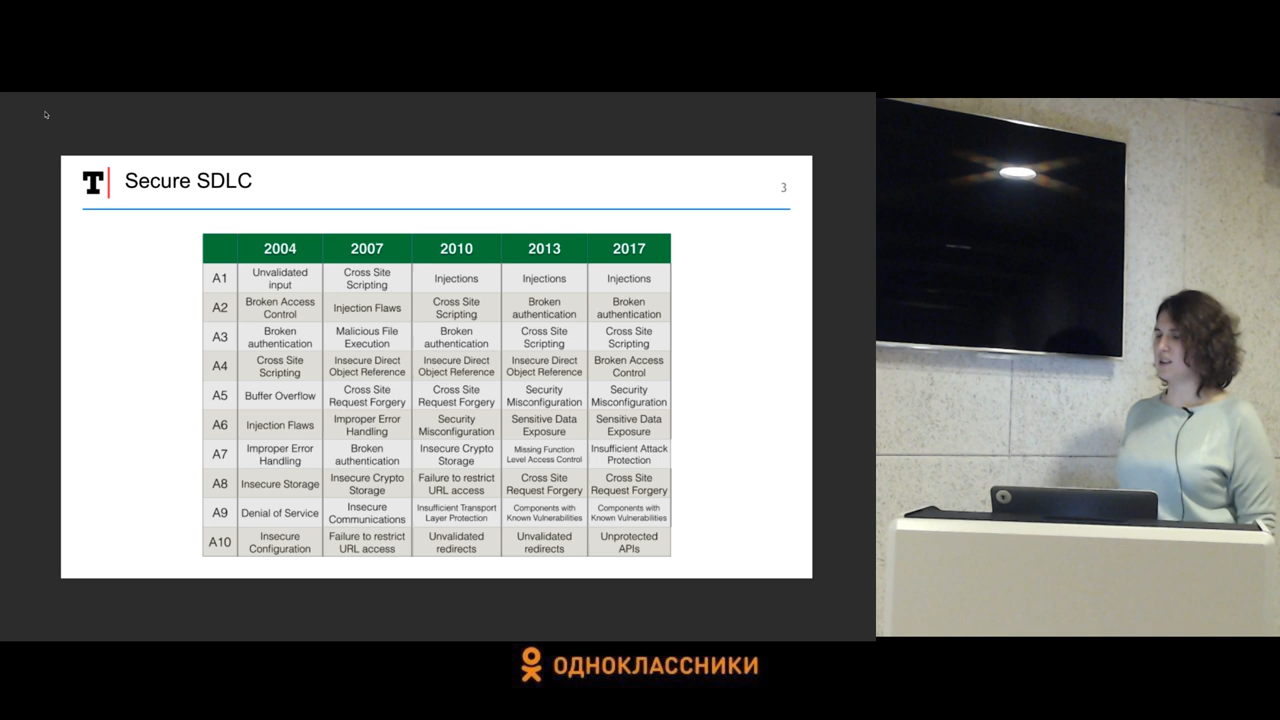 T
Secure SDLC
3
2004 2007 2010 2013 2017
A1 Unvalidated input Cross Site Scripting Injections Injections Injections
A2 Broken Access Control Injection Flaws Cross Site Scripting Broken authentication Broken authentication
A3 Broken authentication Malicious File Execution Broken authentication Cross Site Scripting Cross Site Scripting
A4 Cross Site Scripting Insecure Direct Object Reference Insecure Direct Object Reference Insecure Direct Object Reference Broken Access Control
A5 Buffer Overflow Cross Site Request Forgery Cross Site Request Forgery Security Misconfiguration Security Misconfiguration
A6 Injection Flaws Improper Error Handling Security Misconfiguration Sensitive Data Exposure Sensitive Data Exposure
A7 Improper Error Handling Broken authentication Insecure Crypto Storage Missing Function Level Access Control Insufficient Attack Protection
A8 Insecure Storage Insecure Crypto Storage Failure to restrict URL access Cross Site Request Forgery Cross Site Request Forgery
A9 Denial of Service Insecure Communications Insufficient Transport Layer Protection Components with Known Vulnerabilities Components with Known Vulnerabilities
A10 Insecure Configuration Failure to restrict URL access Unvalidated redirects Unvalidated redirects Unprotected APIs
ОДНОКЛАССНИКИ